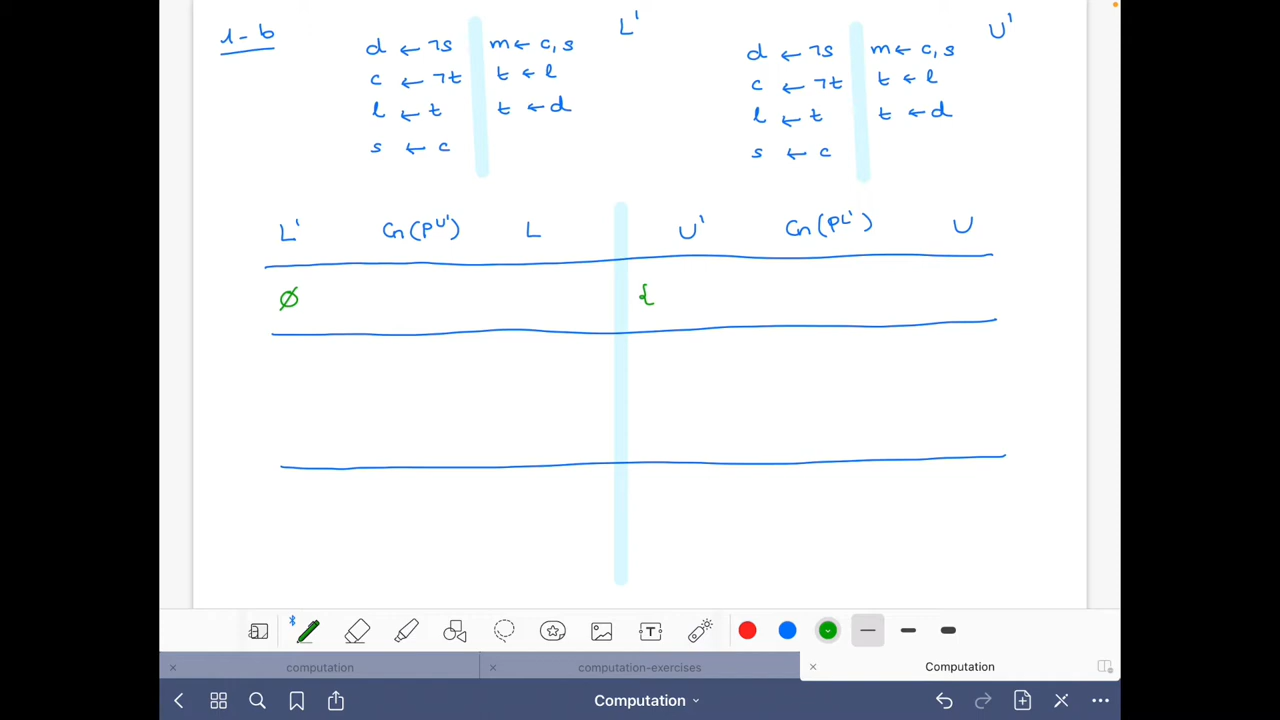 1-b
L'
d ← ¬s m ← c, s
c ← ¬t t ← l
l ← t t ← d
s ← c
U'
d ← ¬s m ← c, s
c ← ¬t t ← l
l ← t t ← d
s ← c
L' Cn(P^U') L U' Cn(P^L') U
∅ {
T
computation computation-exercises Computation
Computation